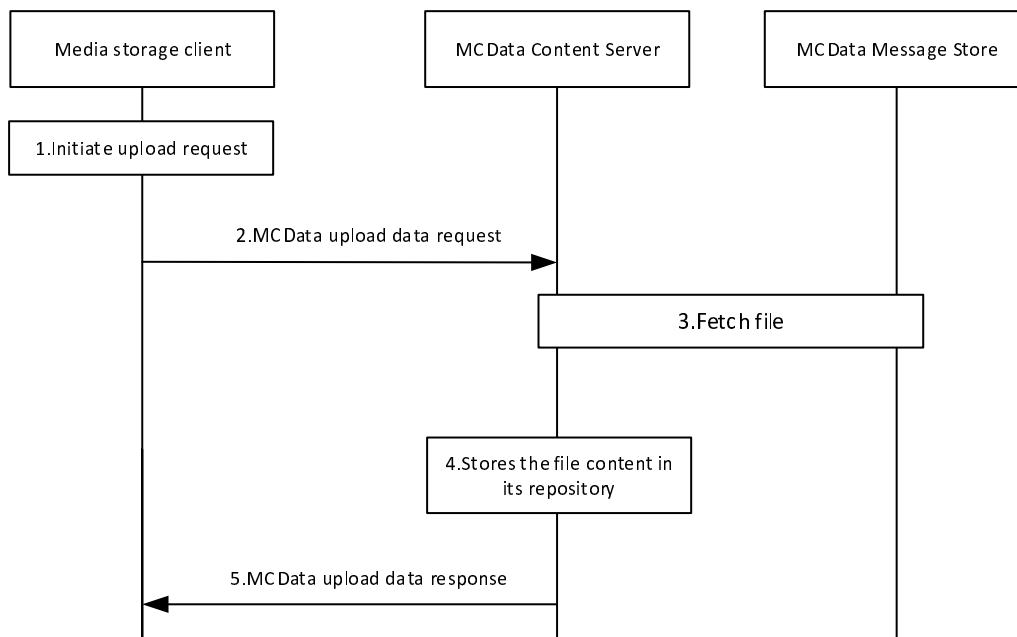 Media storage client
MCData Content Server
MCData Message Store
1.Initiate upload request
2.MCData upload data request
3.Fetch file
4.Stores the file content in
its repository
5.MCData upload data response